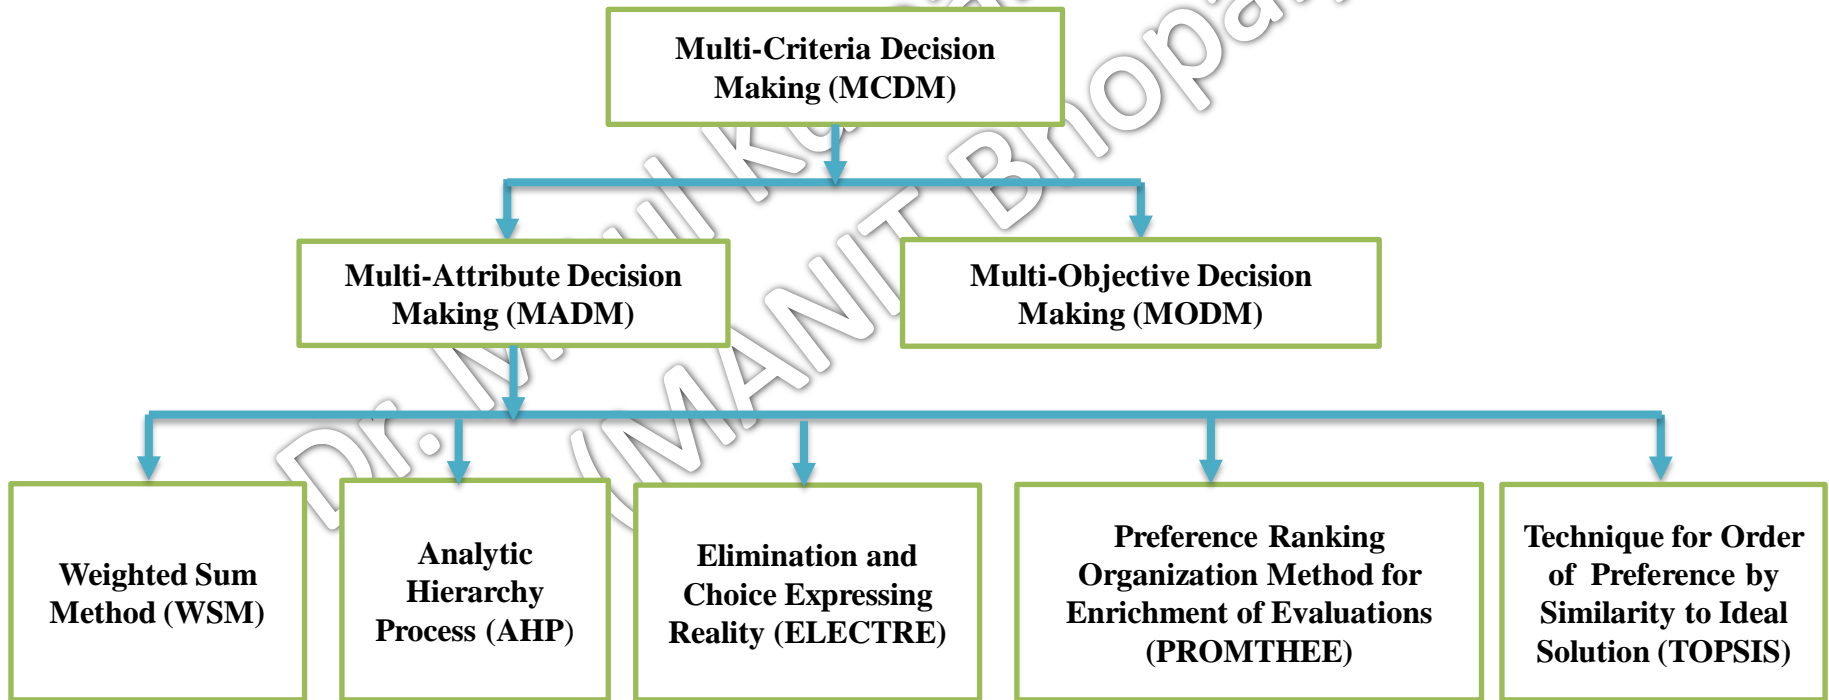 Multi-Criteria Decision
Making (MCDM)
Multi-Attribute Decision
Making (MADM)
Multi-Objective Decision
Making (MODM)
Weighted Sum
Method (WSM)
Analytic
Hierarchy
Process (AHP)
Elimination and
Choice Expressing
Reality (ELECTRE)
Preference Ranking
Organization Method for
Enrichment of Evaluations
(PROMTHEE)
Technique for Order
of Preference by
Similarity to Ideal
Solution (TOPSIS)
Dr.
(MANIT Bhopal